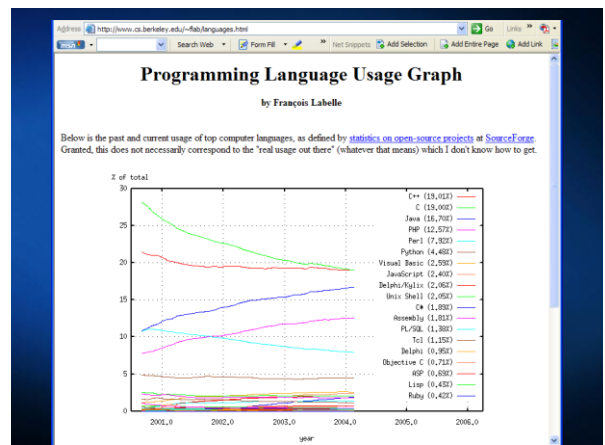 Address http://www.cs.berkeley.edu/~flab/languages.html Go Links »
Search Web Form Fill » Net Snippets Add Selection Add Entire Page Add Link
Programming Language Usage Graph
by François Labelle
Below is the past and current usage of top computer languages, as defined by statistics on open-source projects at SourceForge.
Granted, this does not necessarily correspond to the "real usage out there" (whatever that means) which I don't know how to get.
% of total
30
25
20
15
10
5
0
C++ (19,01%)
C (19,00%)
Java (16,70%)
PHP (12,57%)
Perl (7,92%)
Python (4,48%)
Visual Basic (2,59%)
JavaScript (2,40%)
Delphi/Kylix (2,06%)
Unix Shell (2,05%)
C# (1,89%)
Assembly (1,81%)
PL/SQL (1,38%)
Tcl (1,15%)
Delphi (0,95%)
Objective C (0,71%)
ASP (0,69%)
Lisp (0,43%)
Ruby (0,42%)
2001,0 2002,0 2003,0 2004,0 2005,0 2006,0
year